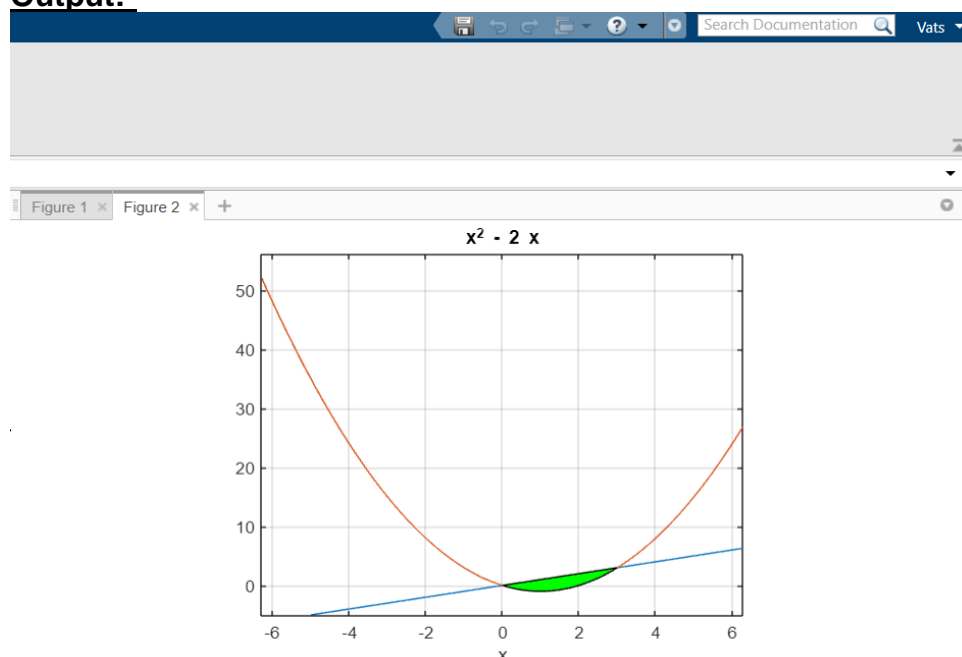 Output:
Search Documentation Vats
Figure 1 × Figure 2 × +
x² - 2 x
50
40
30
20
10
0
-6 -4 -2 0 2 4 6
x